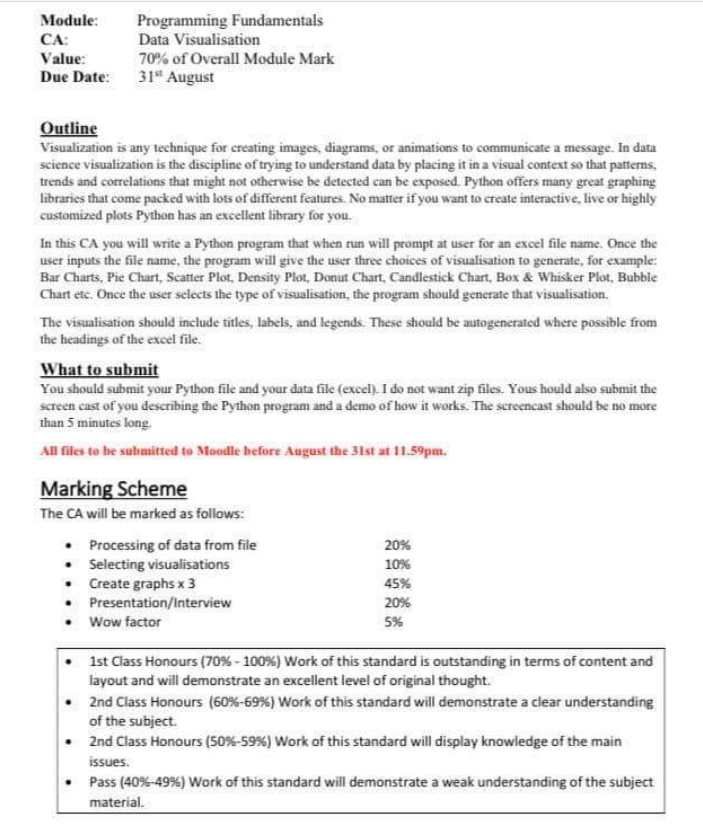 Module: Programming Fundamentals
CA: Data Visualisation
Value: 70% of Overall Module Mark
Due Date: 31st August
Outline
Visualization is any technique for creating images, diagrams, or animations to communicate a message. In data
science visualization is the discipline of trying to understand data by placing it in a visual context so that patterns,
trends and correlations that might not otherwise be detected can be exposed. Python offers many great graphing
libraries that come packed with lots of different features. No matter if you want to create interactive, live or highly
customized plots Python has an excellent library for you.
In this CA you will write a Python program that when run will prompt at user for an excel file name. Once the
user inputs the file name, the program will give the user three choices of visualisation to generate, for example:
Bar Charts, Pie Chart, Scatter Plot, Density Plot, Donut Chart, Candlestick Chart, Box & Whisker Plot, Bubble
Chart etc. Once the user selects the type of visualisation, the program should generate that visualisation.
The visualisation should include titles, labels, and legends. These should be autogenerated where possible from
the headings of the excel file.
What to submit
You should submit your Python file and your data file (excel). I do not want zip files. Yous hould also submit the
screen cast of you describing the Python program and a demo of how it works. The screencast should be no more
than 5 minutes long.
All files to be submitted to Moodle before August the 31st at 11.59pm.
Marking Scheme
The CA will be marked as follows:
• Processing of data from file 20%
• Selecting visualisations 10%
• Create graphs x 3 45%
• Presentation/Interview 20%
• Wow factor 5%
• 1st Class Honours (70% - 100%) Work of this standard is outstanding in terms of content and
layout and will demonstrate an excellent level of original thought.
• 2nd Class Honours (60%-69%) Work of this standard will demonstrate a clear understanding
of the subject.
• 2nd Class Honours (50%-59%) Work of this standard will display knowledge of the main
issues.
• Pass (40%-49%) Work of this standard will demonstrate a weak understanding of the subject
material.